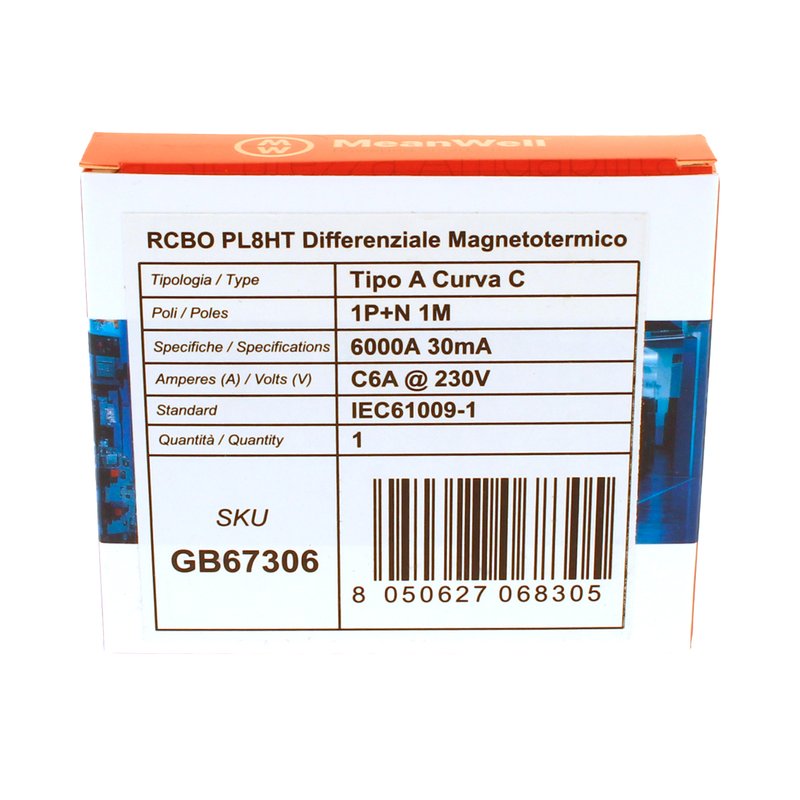 MW MeanWell
RCBO PL8HT Differenziale Magnetotermico
Tipologia / Type Tipo A Curva C
Poli / Poles 1P+N 1M
Specifiche / Specifications 6000A 30mA
Amperes (A) / Volts (V) C6A @ 230V
Standard IEC61009-1
Quantità / Quantity 1
SKU
GB67306
8 050627 068305